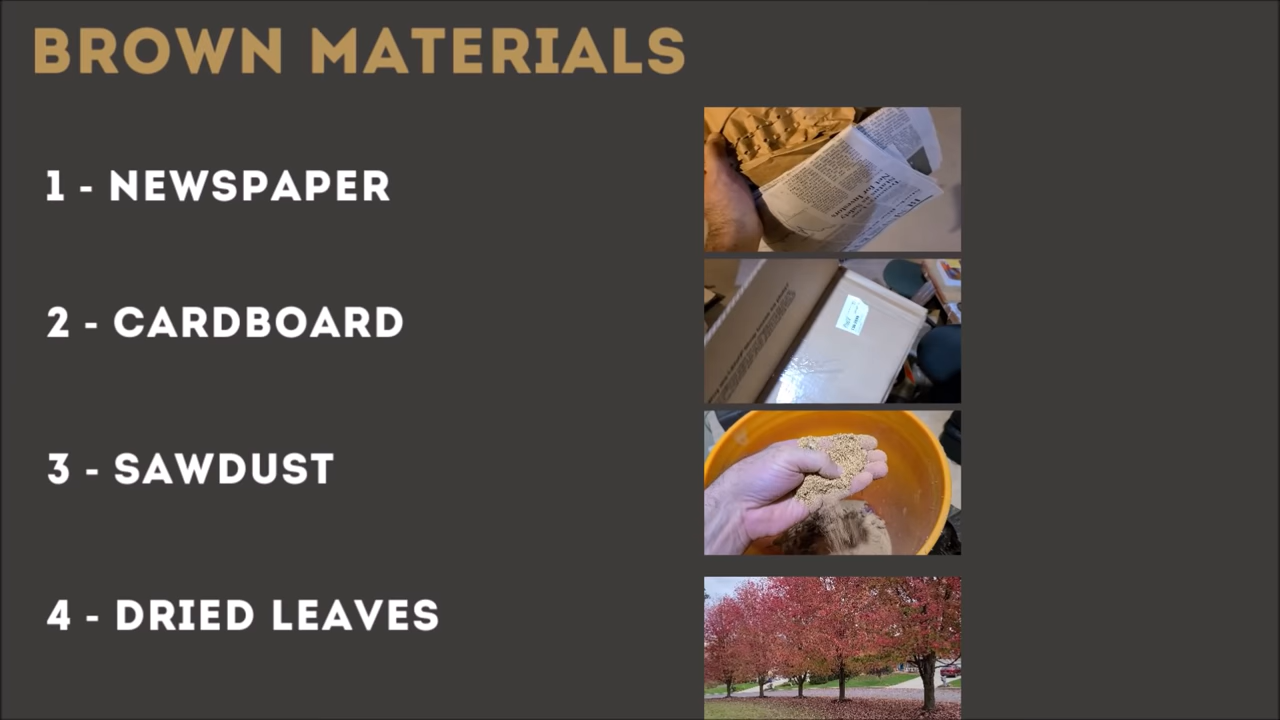 BROWN MATERIALS
1 - NEWSPAPER
2 - CARDBOARD
3 - SAWDUST
4 - DRIED LEAVES